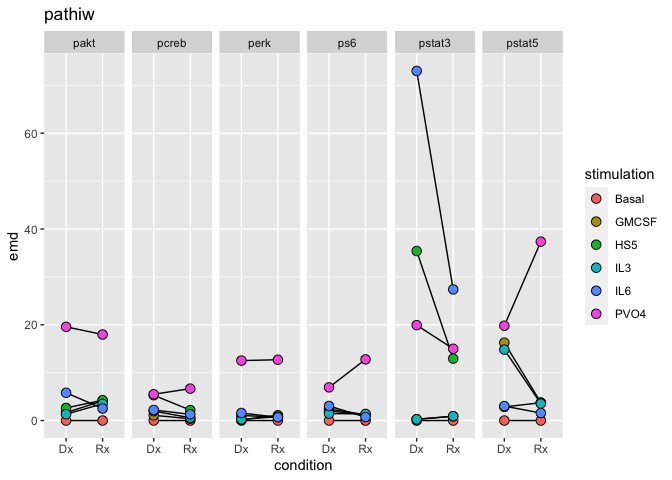 pathiw
pakt pcreb perk ps6 pstat3 pstat5
60
40
20
0
emd
Dx Rx Dx Rx Dx Rx Dx Rx Dx Rx Dx Rx
condition
stimulation
Basal
GMCSF
HS5
IL3
IL6
PVO4